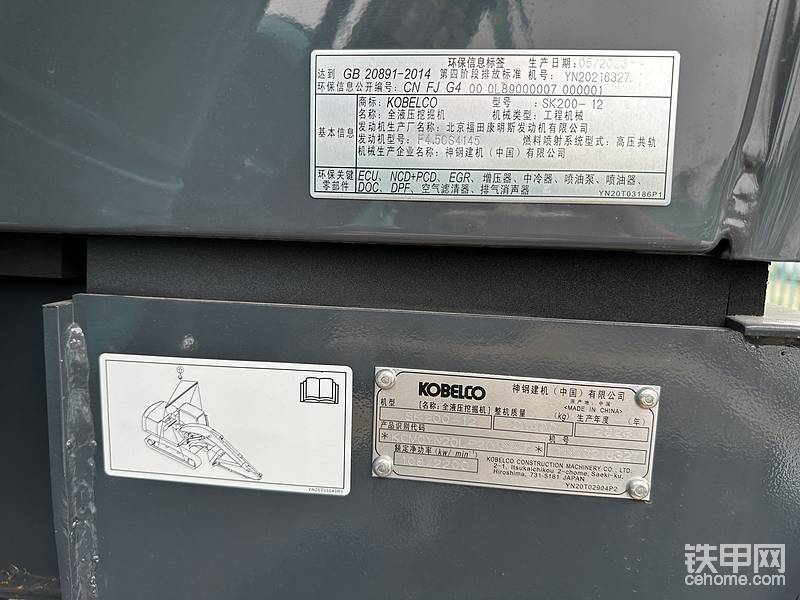 环保信息标签 生产日期: 05/2023
达到 GB 20891-2014 第四阶段排放标准 机号: YN20216327
环保信息公开编号: CN FJ G4 00 0L89000007 000001
基本信息
商标: KOBELCO 型号: SK200-12
名称: 全液压挖掘机 机械类型: 工程机械
发动机生产厂名称: 北京福田康明斯发动机有限公司
发动机型号: F4.5CS4145 燃料喷射系统型式: 高压共轨
机械生产企业名称: 神钢建机(中国)有限公司
环保关键零部件
ECU、NCD+PCD、EGR、增压器、中冷器、喷油泵、喷油器、
DOC、DPF、空气滤清器、排气消声器
YN20T03186P1
KOBELCO 神钢建机(中国)有限公司
原产地: 中国
<MADE IN CHINA>
机型 [名称: 全液压挖掘机] 整机质量 (kg) 生产年度 (年)
SK200-12
产品识别代码 机号
额定净功率(kw/min⁻¹)
KOBELCO CONSTRUCTION MACHINERY CO., LTD.
2-1, Itsukaichikou 2-chome, Saeki-ku,
Hiroshima, 731-5181 JAPAN
YN20T02904P2
铁甲网
cehome.com